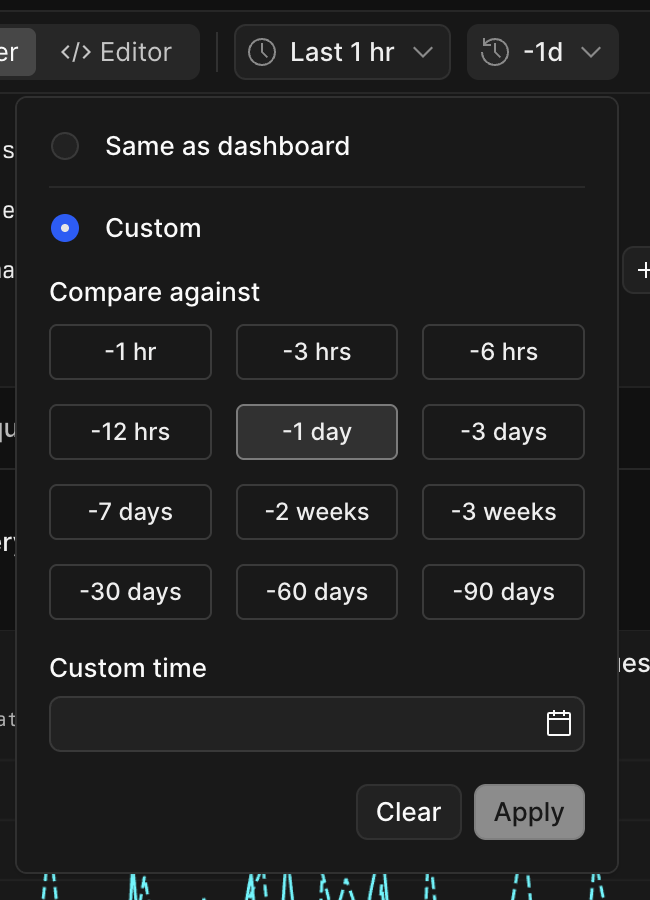 er </> Editor Last 1 hr -1d
Same as dashboard
Custom
Compare against
-1 hr -3 hrs -6 hrs
-12 hrs -1 day -3 days
-7 days -2 weeks -3 weeks
-30 days -60 days -90 days
Custom time
Clear Apply